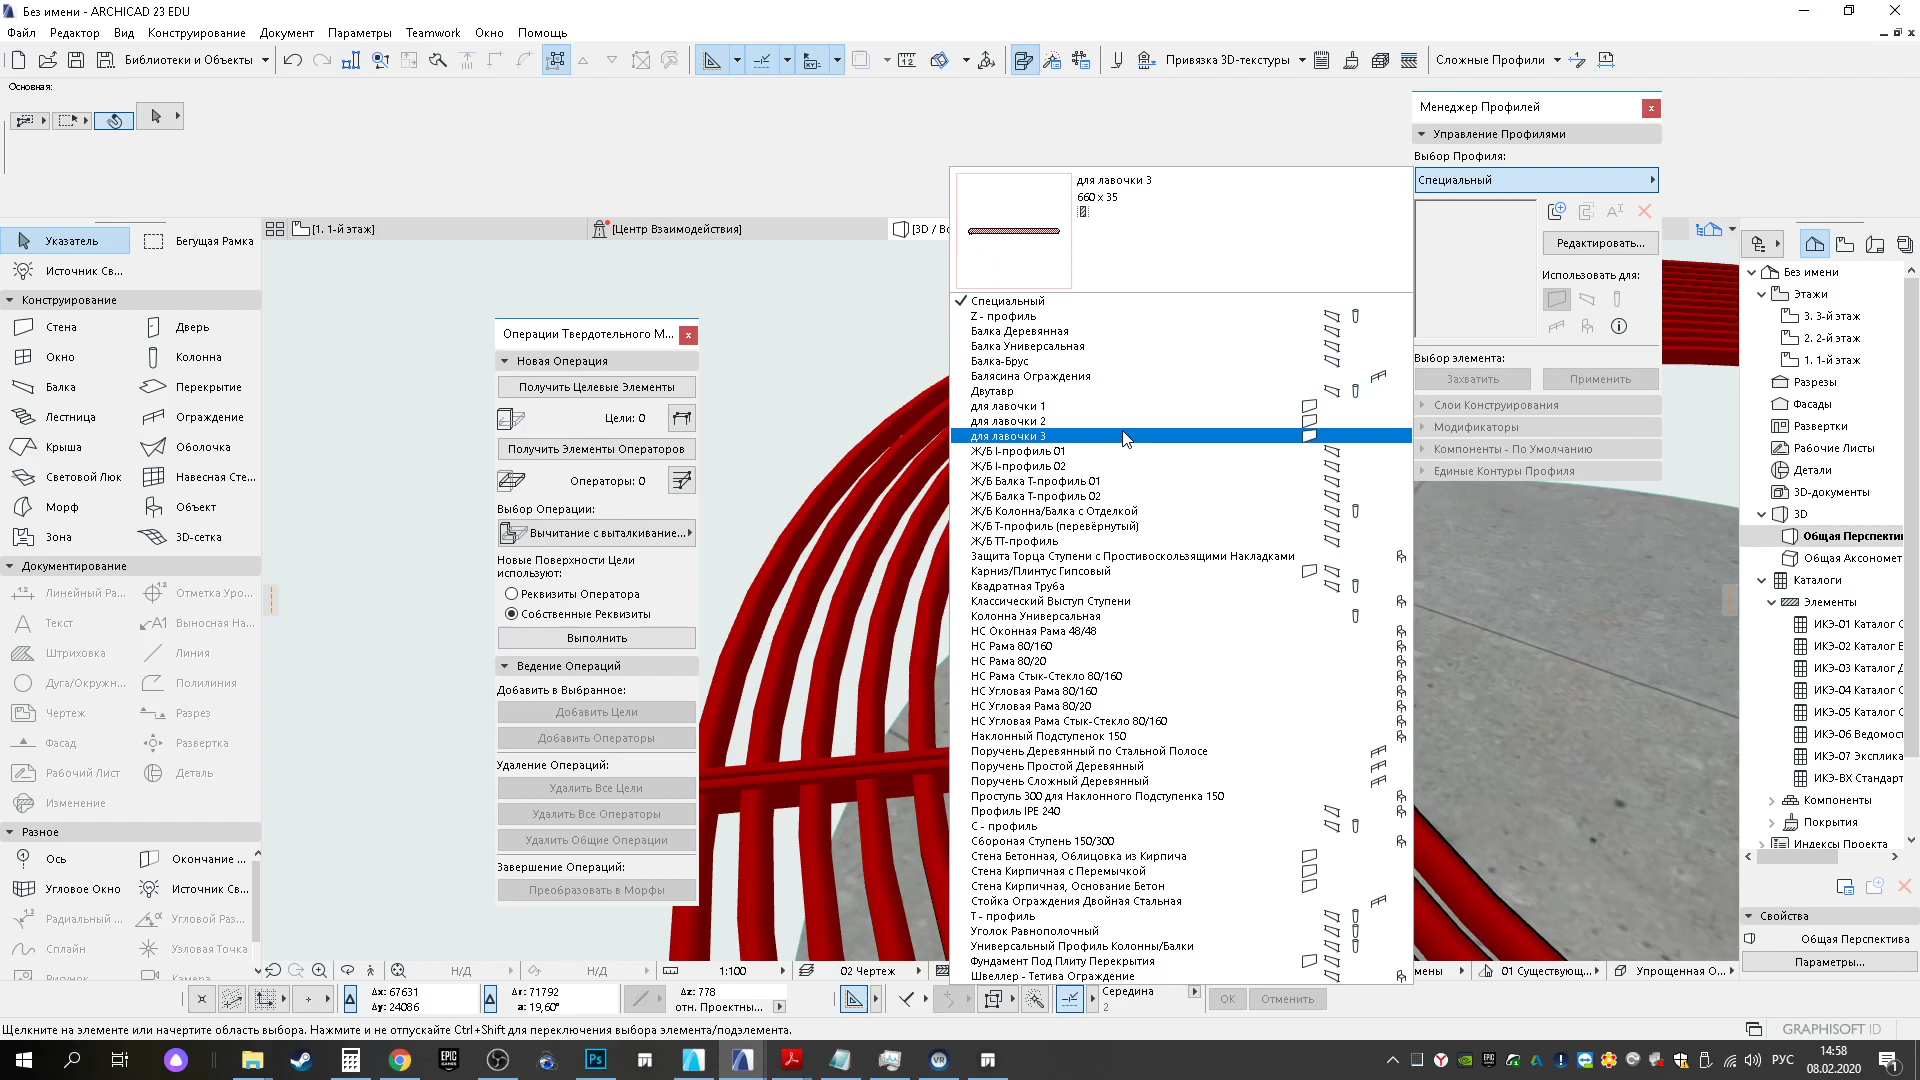 Без имени - ARCHICAD 23 EDU
Файл Редактор Вид Конструирование Документ Параметры Teamwork Окно Помощь
Библиотеки и Объекты
Привязка 3D-текстуры
Сложные Профили
Основная:
Указатель
Бегущая Рамка
Источник Св...
Конструирование
Стена
Дверь
Окно
Колонна
Балка
Перекрытие
Лестница
Ограждение
Крыша
Оболочка
Световой Люк
Навесная Сте...
Морф
Объект
Зона
3D-сетка
Документирование
Линейный Ра...
Отметка Уро...
Текст
Выносная На...
Штриховка
Линия
Дуга/Окружн...
Полилиния
Чертеж
Разрез
Фасад
Развертка
Рабочий Лист
Деталь
Изменение
Разное
Ось
Окончание ...
Угловое Окно
Источник Св...
Радиальный ...
Угловой Раз...
Сплайн
Узловая Точка
[1. 1-й этаж]
[Центр Взаимодействия]
Операции Твердотельного М...
Новая Операция
Получить Целевые Элементы
Цели: 0
Получить Элементы Операторов
Операторы: 0
Выбор Операции:
Вычитание с выталкивание...
Новые Поверхности Цели
используют:
Реквизиты Оператора
Собственные Реквизиты
Выполнить
Ведение Операций
Добавить в Выбранное:
Добавить Цели
Добавить Операторы
Удаление Операций:
Удалить Все Цели
Удалить Все Операторы
Удалить Общие Операции
Завершение Операций:
Преобразовать в Морфы
для лавочки 3
660 x 35
Специальный
Z - профиль
Балка Деревянная
Балка Универсальная
Балка-Брус
Балясина Ограждения
Двутавр
для лавочки 1
для лавочки 2
для лавочки 3
Ж/Б I-профиль 01
Ж/Б I-профиль 02
Ж/Б Балка Т-профиль 01
Ж/Б Балка Т-профиль 02
Ж/Б Колонна/Балка с Отделкой
Ж/Б Т-профиль (перевёрнутый)
Ж/Б ТТ-профиль
Защита Торца Ступени с Простивоскользящими Накладками
Карниз/Плинтус Гипсовый
Квадратная Труба
Классический Выступ Ступени
Колонна Универсальная
НС Оконная Рама 48/48
НС Рама 80/160
НС Рама 80/20
НС Рама Стык-Стекло 80/160
НС Угловая Рама 80/160
НС Угловая Рама 80/20
НС Угловая Рама Стык-Стекло 80/160
Наклонный Подступенок 150
Поручень Деревянный по Стальной Полосе
Поручень Простой Деревянный
Поручень Сложный Деревянный
Проступь 300 для Наклонного Подступенка 150
Профиль IPE 240
С - профиль
Сбороная Ступень 150/300
Стена Бетонная, Облицовка из Кирпича
Стена Кирпичная с Перемычкой
Стена Кирпичная, Основание Бетон
Стойка Ограждения Двойная Стальная
Т - профиль
Уголок Равнополочный
Универсальный Профиль Колонны/Балки
Фундамент Под Плиту Перекрытия
Швеллер - Тетива Ограждение
Менеджер Профилей
Управление Профилями
Выбор Профиля:
Специальный
Редактировать...
Использовать для:
Выбор элемента:
Захватить
Применить
Слои Конструирования
Модификаторы
Компоненты - По Умолчанию
Единые Контуры Профиля
Без имени
Этажи
3. 3-й этаж
2. 2-й этаж
1. 1-й этаж
Разрезы
Фасады
Развертки
Рабочие Листы
Детали
3D-документы
3D
Общая Перспекти
Общая Аксономет
Каталоги
Элементы
ИКЭ-01 Каталог С
ИКЭ-02 Каталог Е
ИКЭ-03 Каталог Д
ИКЭ-04 Каталог С
ИКЭ-05 Каталог С
ИКЭ-06 Ведомост
ИКЭ-07 Эксплика
ИКЭ-ВХ Стандарт
Компоненты
Покрытия
Индексы Проекта
Свойства
Общая Перспектива
Параметры...
Н/Д
Н/Д
1:100
02 Чертеж
мены
01 Существующ...
Упрощенная О...
Δx: 67631
Δy: 24086
Δr: 71792
a: 19,60°
Δz: 778
отн. Проектны...
Середина
2
OK
Отменить
Щелкните на элементе или начертите область выбора. Нажмите и не отпускайте Ctrl+Shift для переключения выбора элемента/подэлемента.
GRAPHISOFT ID
РУС
14:58
08.02.2020